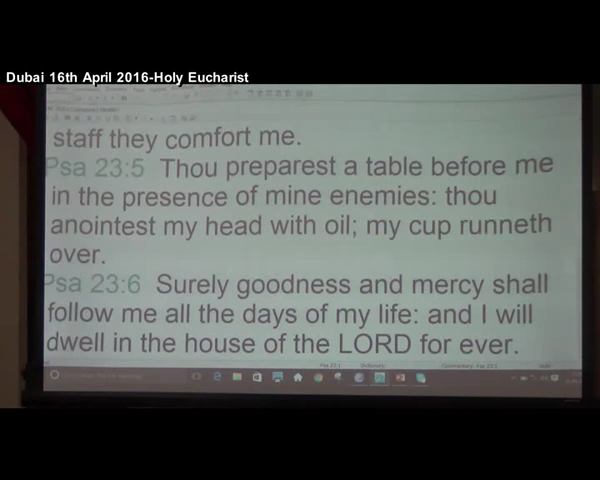 Dubai 16th April 2016-Holy Eucharist
staff they comfort me.
Psa 23:5 Thou preparest a table before me
in the presence of mine enemies: thou
anointest my head with oil; my cup runneth
over.
Psa 23:6 Surely goodness and mercy shall
follow me all the days of my life: and I will
dwell in the house of the LORD for ever.